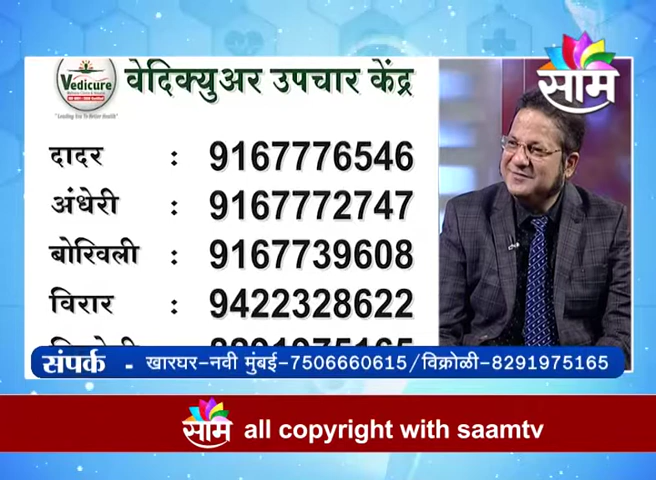 Vedicure
वेदिक्युअर उपचार केंद्र
"Leading You To Better Health"
साम
दादर : 9167776546
अंधेरी : 9167772747
बोरिवली : 9167739608
विरार : 9422328622
8291975165
संपर्क - खारघर-नवी मुंबई-7506660615/विक्रोळी-8291975165
साम all copyright with saamtv